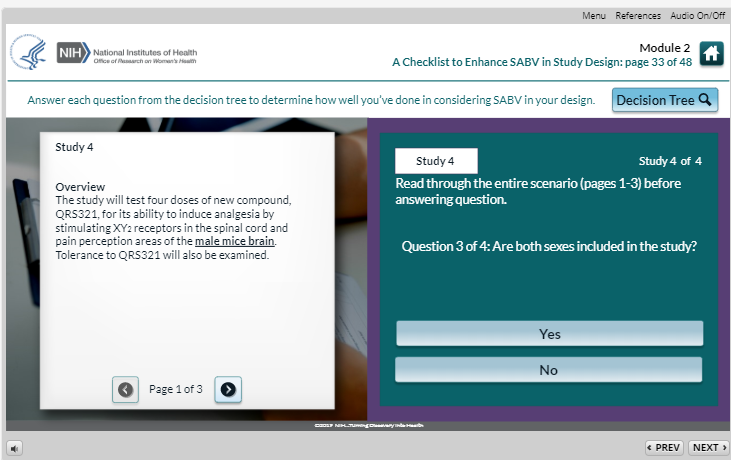 Menu References Audio On/Off
NIH National Institutes of Health
Office of Research on Women's Health
Module 2
A Checklist to Enhance SABV in Study Design: page 33 of 48
Answer each question from the decision tree to determine how well you've done in considering SABV in your design.
Decision Tree
Study 4
Overview
The study will test four doses of new compound,
QRS321, for its ability to induce analgesia by
stimulating XY₂ receptors in the spinal cord and
pain perception areas of the male mice brain.
Tolerance to QRS321 will also be examined.
Page 1 of 3
Study 4
Study 4 of 4
Read through the entire scenario (pages 1-3) before
answering question.
Question 3 of 4: Are both sexes included in the study?
Yes
No
NIH...Turning Discovery Into Health
PREV NEXT